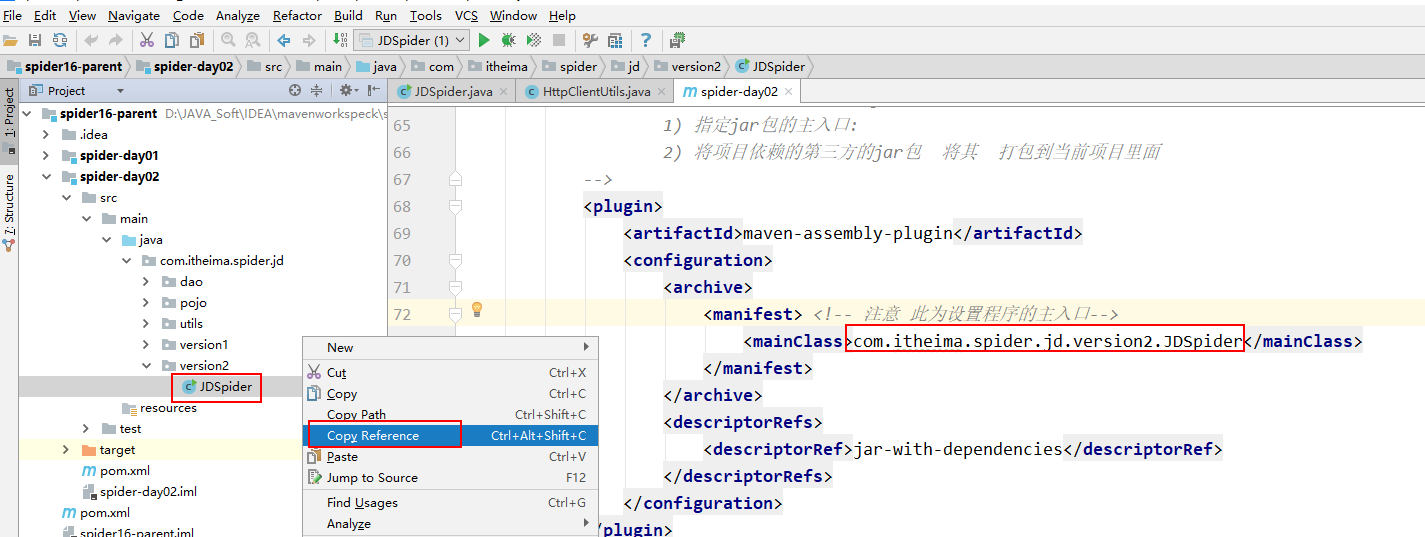 File Edit View Navigate Code Analyze Refactor Build Run Tools VCS Window Help
JDSpider (1)
spider16-parent spider-day02 src main java com itheima spider jd version2 JDSpider
1: Project
7: Structure
Project
JDSpider.java HttpClientUtils.java spider-day02
spider16-parent D:\JAVA_Soft\IDEA\mavenworkspeck\s
.idea
spider-day01
spider-day02
src
main
java
com.itheima.spider.jd
dao
pojo
utils
version1
version2
JDSpider
resources
test
target
pom.xml
spider-day02.iml
pom.xml
spider16-parent.iml
65 1) 指定jar包的主入口:
66 2) 将项目依赖的第三方的jar包 将其 打包到当前项目里面
67 -->
68 <plugin>
69 <artifactId>maven-assembly-plugin</artifactId>
70 <configuration>
71 <archive>
72 <manifest> <!-- 注意 此为设置程序的主入口-->
<mainClass>com.itheima.spider.jd.version2.JDSpider</mainClass>
</manifest>
</archive>
<descriptorRefs>
<descriptorRef>jar-with-dependencies</descriptorRef>
</descriptorRefs>
</configuration>
/plugin>
New
Cut Ctrl+X
Copy Ctrl+C
Copy Path Ctrl+Shift+C
Copy Reference Ctrl+Alt+Shift+C
Paste Ctrl+V
Jump to Source F12
Find Usages Ctrl+G
Analyze